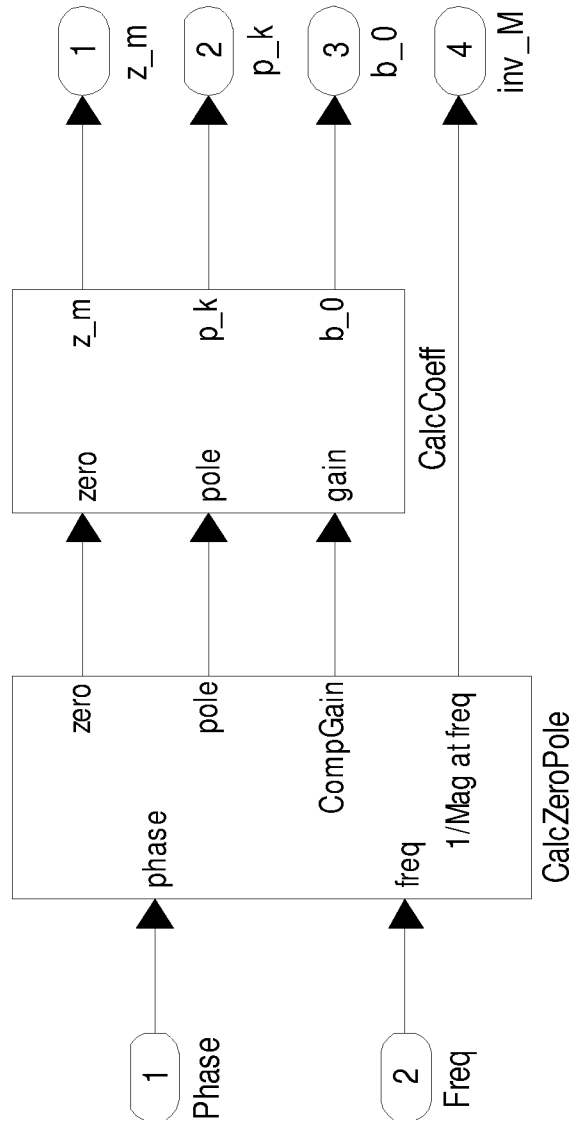 1
Phase
2
Freq
phase
freq
zero
pole
CompGain
1/Mag at freq
CalcZeroPole
zero
pole
gain
z_m
p_k
b_0
CalcCoeff
1
z_m
2
p_k
3
b_0
4
inv_M